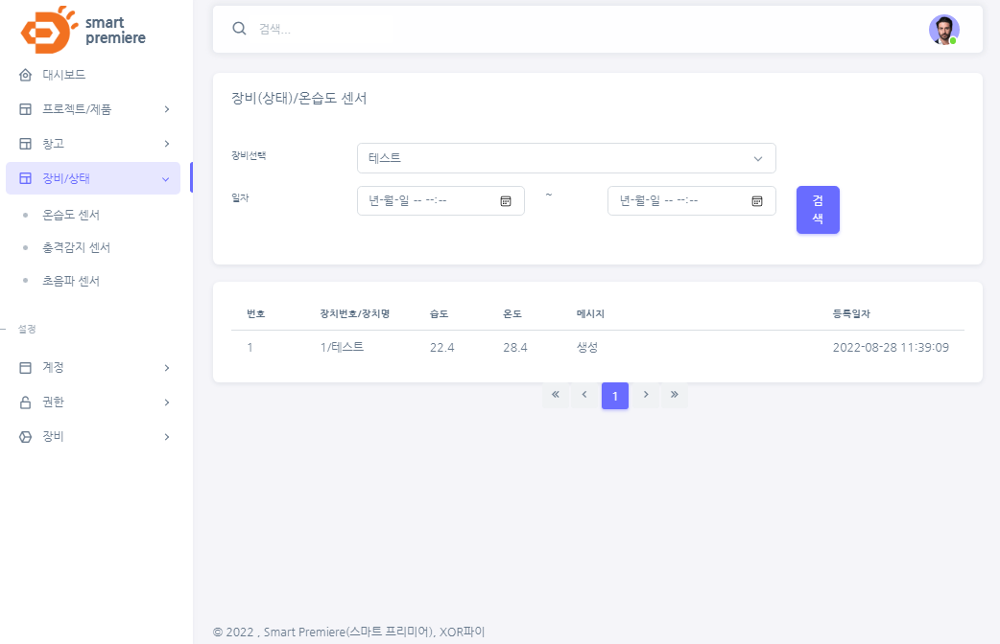 smart
premiere
대시보드
프로젝트/제품
창고
장비/상태
온습도 센서
충격감지 센서
초음파 센서
설정
계정
권한
장비
검색...
장비(상태)/온습도 센서
장비선택
테스트
일자
년-월-일 -- --:--
~
년-월-일 -- --:--
검
색
번호 장치번호/장치명 습도 온도 메시지 등록일자
1 1/테스트 22.4 28.4 생성 2022-08-28 11:39:09
« ‹ 1 › »
© 2022 , Smart Premiere(스마트 프리미어), XOR파이